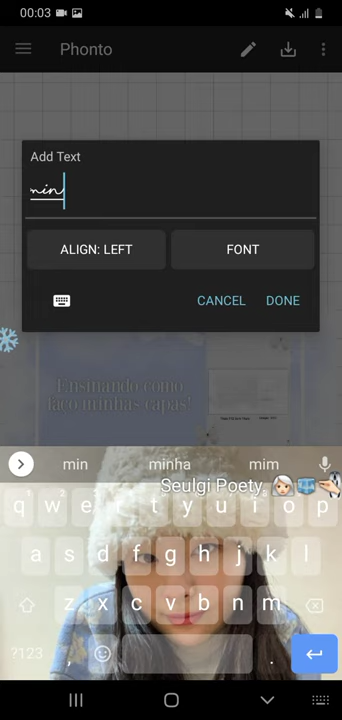 00:03
Phonto
Add Text
min
ALIGN: LEFT
FONT
CANCEL
DONE
Ensinando como
faço minhas capas!
min
minha
mim
Seulgi Poety
q w e r t y u i o p
a s d f g h j k l
z x c v b n m
?123 , .